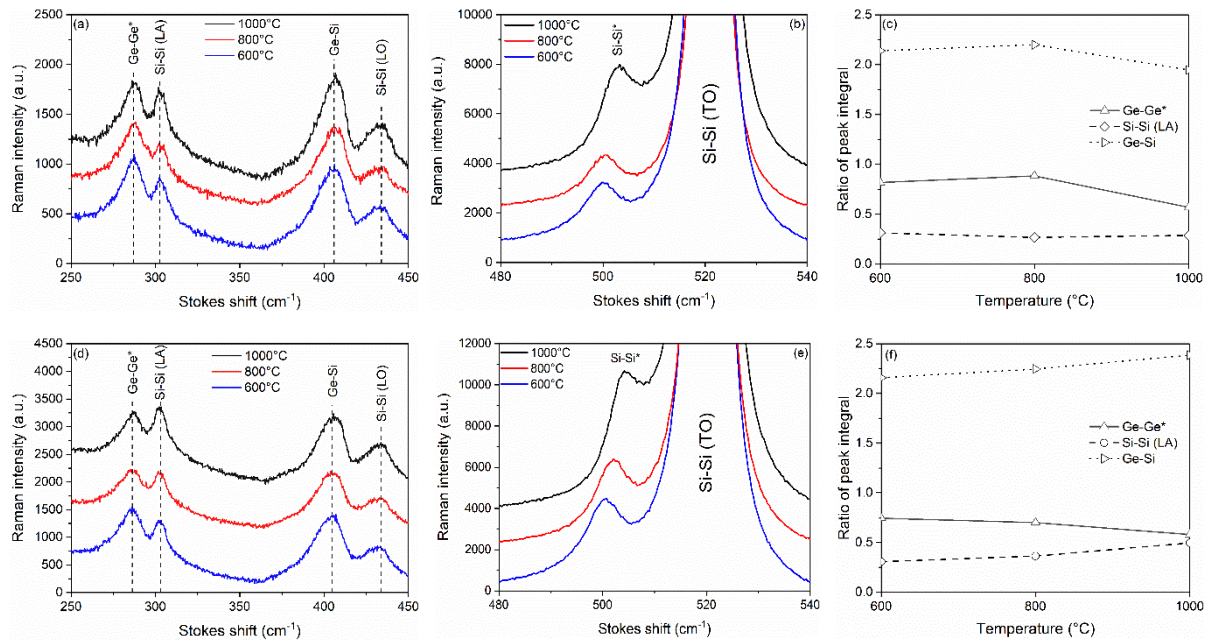 (a)
Ge-Ge*
Si-Si (LA)
1000°C
800°C
600°C
Ge-Si
Si-Si (LO)
2500
2000
1500
1000
500
0
Raman intensity (a.u.)
250 300 350 400 450
Stokes shift (cm-1)
(b)
1000°C
800°C
600°C
Si-Si*
Si-Si (TO)
10000
8000
6000
4000
2000
0
Raman intensity (a.u.)
480 500 520 540
Stokes shift (cm-1)
(c)
2.5
2.0
1.5
1.0
0.5
0.0
Ratio of peak integral
Ge-Ge*
Si-Si (LA)
Ge-Si
600 800 1000
Temperature (°C)
(d)
Ge-Ge*
Si-Si (LA)
1000°C
800°C
600°C
Ge-Si
Si-Si (LO)
4500
4000
3500
3000
2500
2000
1500
1000
500
0
Raman intensity (a.u.)
250 300 350 400 450
Stokes shift (cm-1)
(e)
1000°C
800°C
600°C
Si-Si*
Si-Si (TO)
12000
10000
8000
6000
4000
2000
0
Raman intensity (a.u.)
480 500 520 540
Stokes shift (cm-1)
(f)
2.5
2.0
1.5
1.0
0.5
0.0
Ratio of peak integral
Ge-Ge*
Si-Si (LA)
Ge-Si
600 800 1000
Temperature (°C)